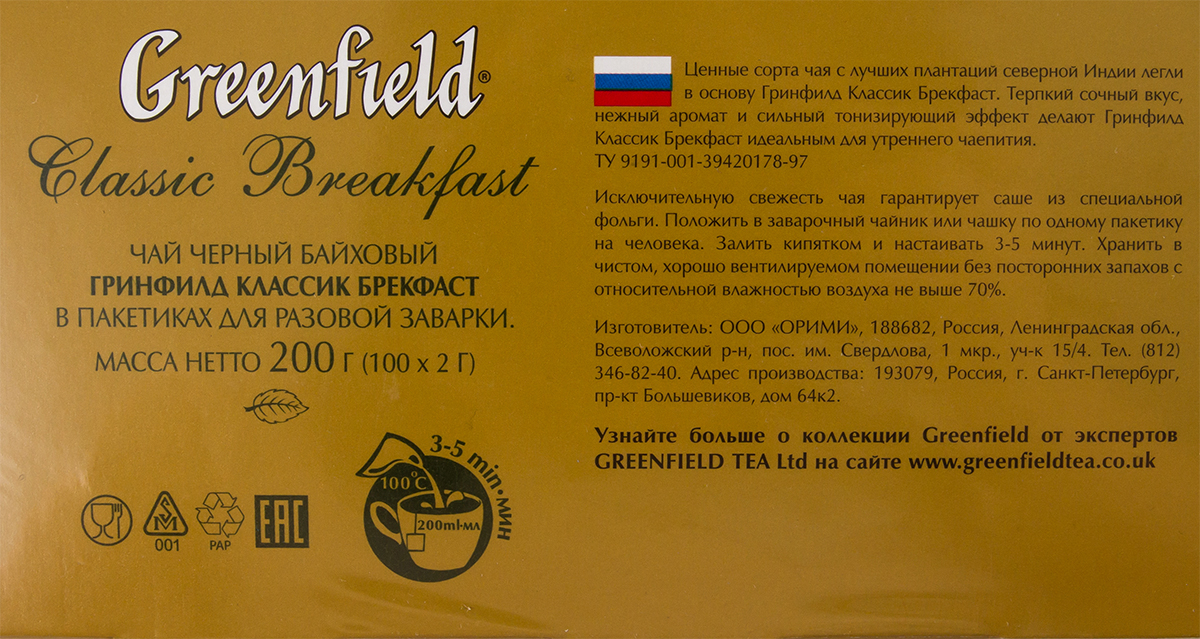 Greenfield®
Classic Breakfast
ЧАЙ ЧЕРНЫЙ БАЙХОВЫЙ
ГРИНФИЛД КЛАССИК БРЕКФАСТ
В ПАКЕТИКАХ ДЛЯ РАЗОВОЙ ЗАВАРКИ.
МАССА НЕТТО 200 Г (100 х 2 Г)
3-5 min·мин
100°C
200ml·мл
001
PAP
EAC
Ценные сорта чая с лучших плантаций северной Индии легли
в основу Гринфилд Классик Брекфаст. Терпкий сочный вкус,
нежный аромат и сильный тонизирующий эффект делают Гринфилд
Классик Брекфаст идеальным для утреннего чаепития.
ТУ 9191-001-39420178-97
Исключительную свежесть чая гарантирует саше из специальной
фольги. Положить в заварочный чайник или чашку по одному пакетику
на человека. Залить кипятком и настаивать 3-5 минут. Хранить в
чистом, хорошо вентилируемом помещении без посторонних запахов с
относительной влажностью воздуха не выше 70%.
Изготовитель: ООО «ОРИМИ», 188682, Россия, Ленинградская обл.,
Всеволожский р-н, пос. им. Свердлова, 1 мкр., уч-к 15/4. Тел. (812)
346-82-40. Адрес производства: 193079, Россия, г. Санкт-Петербург,
пр-кт Большевиков, дом 64к2.
Узнайте больше о коллекции Greenfield от экспертов
GREENFIELD TEA Ltd на сайте www.greenfieldtea.co.uk